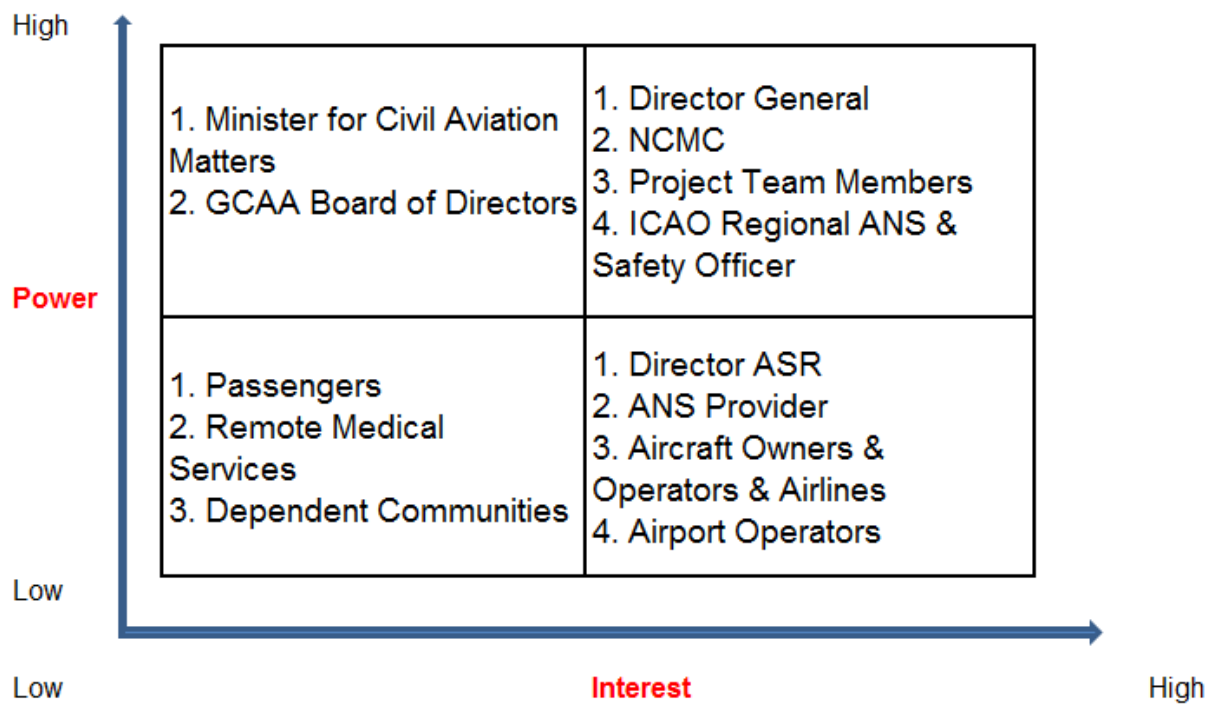 High
1. Minister for Civil Aviation
Matters
2. GCAA Board of Directors
1. Director General
2. NCMC
3. Project Team Members
4. ICAO Regional ANS &
Safety Officer
Power
1. Passengers
2. Remote Medical
Services
3. Dependent Communities
1. Director ASR
2. ANS Provider
3. Aircraft Owners &
Operators & Airlines
4. Airport Operators
Low
Low
Interest
High